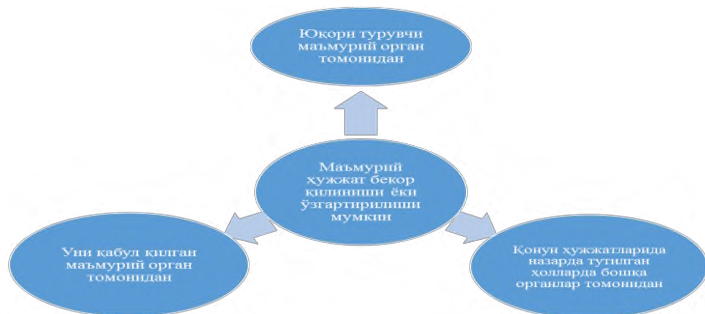 Юқори турувчи
маъмурий орган
томонидан
Маъмурий
ҳужжат бекор
қилиниши ёки
ўзгартирилиши
мумкин
Уни қабул қилган
маъмурий орган
томонидан
Қонун ҳужжатларида
назарда тутилган
ҳолларда бошқа
органлар томонидан